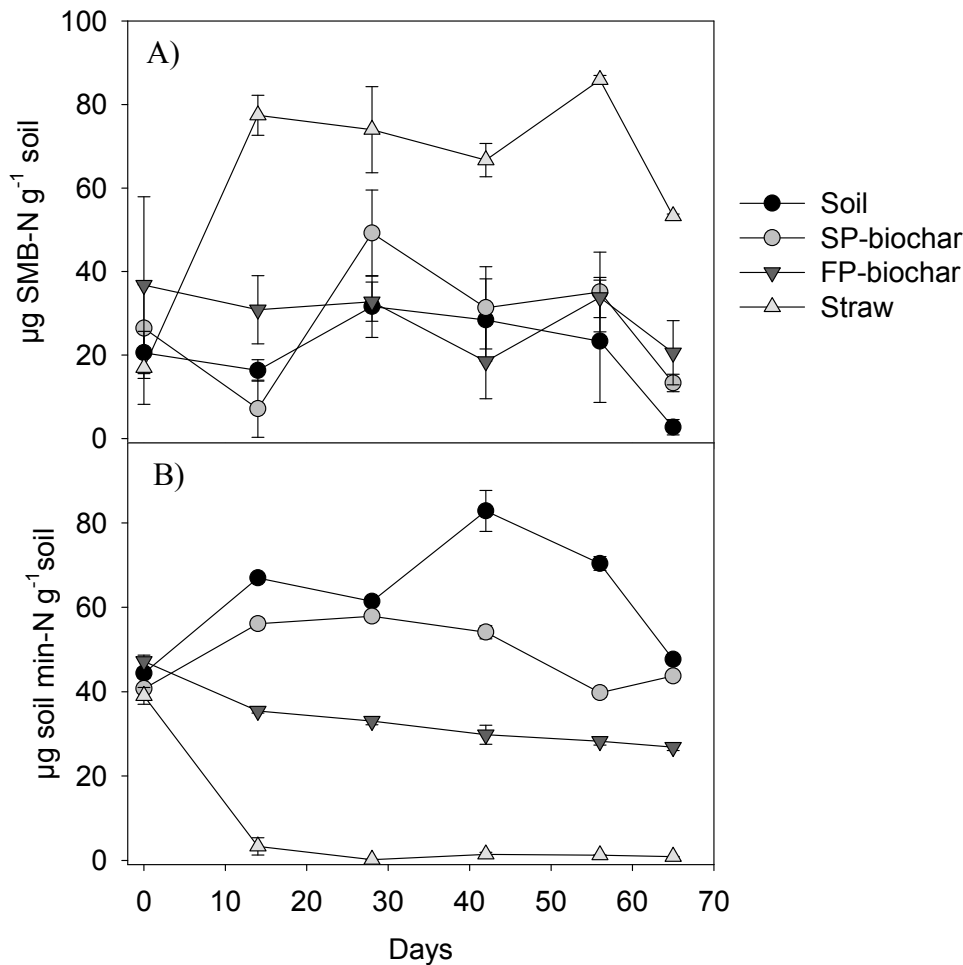 100
A)
80
60
40
20
0
µg SMB-N g⁻¹ soil
Soil
SP-biochar
FP-biochar
Straw
B)
80
60
40
20
0
µg soil min-N g⁻¹soil
0 10 20 30 40 50 60 70
Days